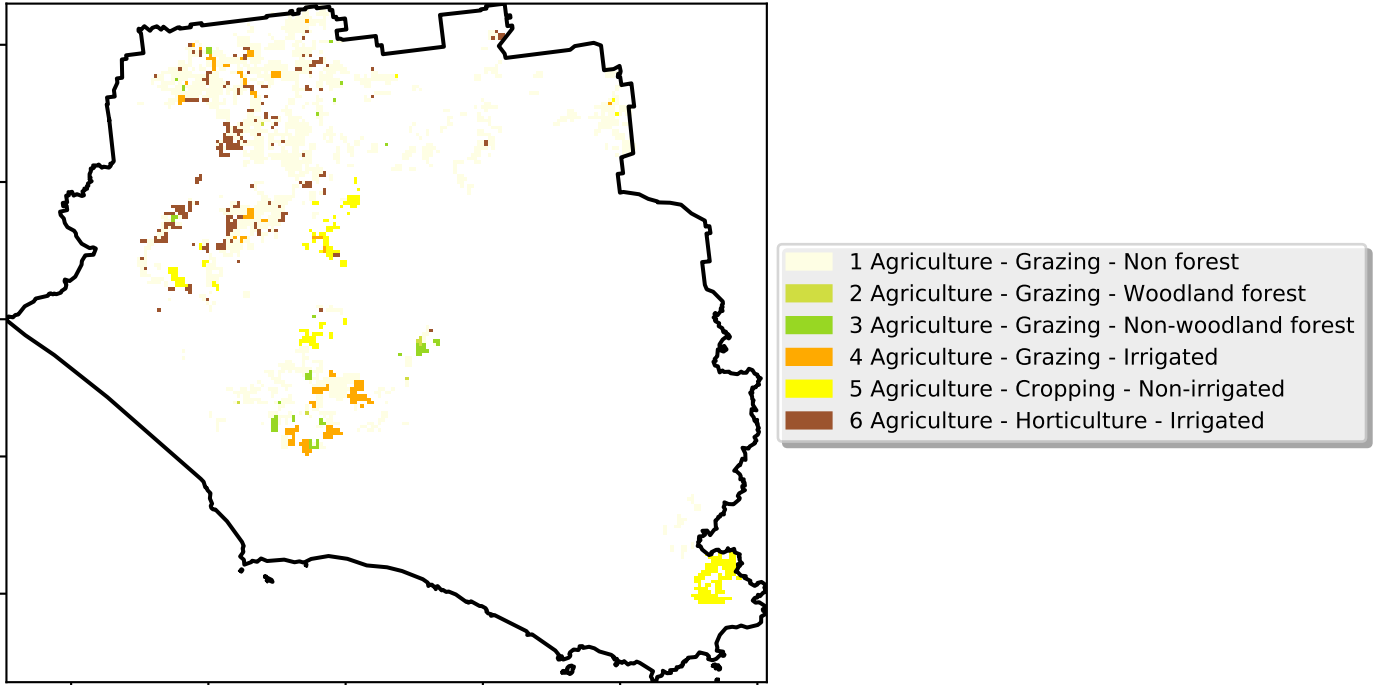 1 Agriculture - Grazing - Non forest
2 Agriculture - Grazing - Woodland forest
3 Agriculture - Grazing - Non-woodland forest
4 Agriculture - Grazing - Irrigated
5 Agriculture - Cropping - Non-irrigated
6 Agriculture - Horticulture - Irrigated